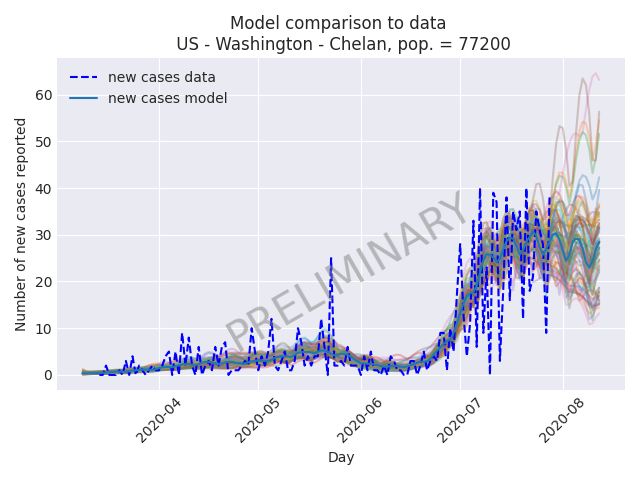 Model comparison to data
US - Washington - Chelan, pop. = 77200
new cases data
new cases model
Number of new cases reported
60
50
40
30
20
10
0
PRELIMINARY
2020-04
2020-05
2020-06
2020-07
2020-08
Day